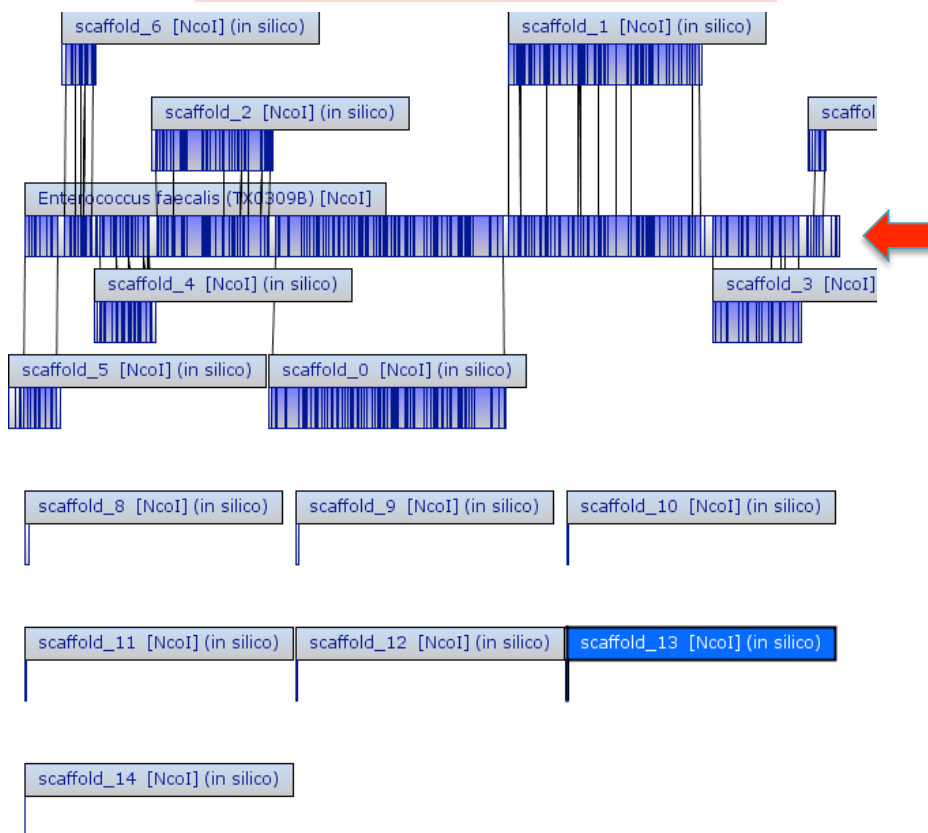 scaffold_6 [NcoI] (in silico)
scaffold_1 [NcoI] (in silico)
scaffold_2 [NcoI] (in silico)
scaffol
Enterococcus faecalis (TX0309B) [NcoI]
scaffold_4 [NcoI] (in silico)
scaffold_3 [NcoI]
scaffold_5 [NcoI] (in silico)
scaffold_0 [NcoI] (in silico)
scaffold_8 [NcoI] (in silico)
scaffold_9 [NcoI] (in silico)
scaffold_10 [NcoI] (in silico)
scaffold_11 [NcoI] (in silico)
scaffold_12 [NcoI] (in silico)
scaffold_13 [NcoI] (in silico)
scaffold_14 [NcoI] (in silico)